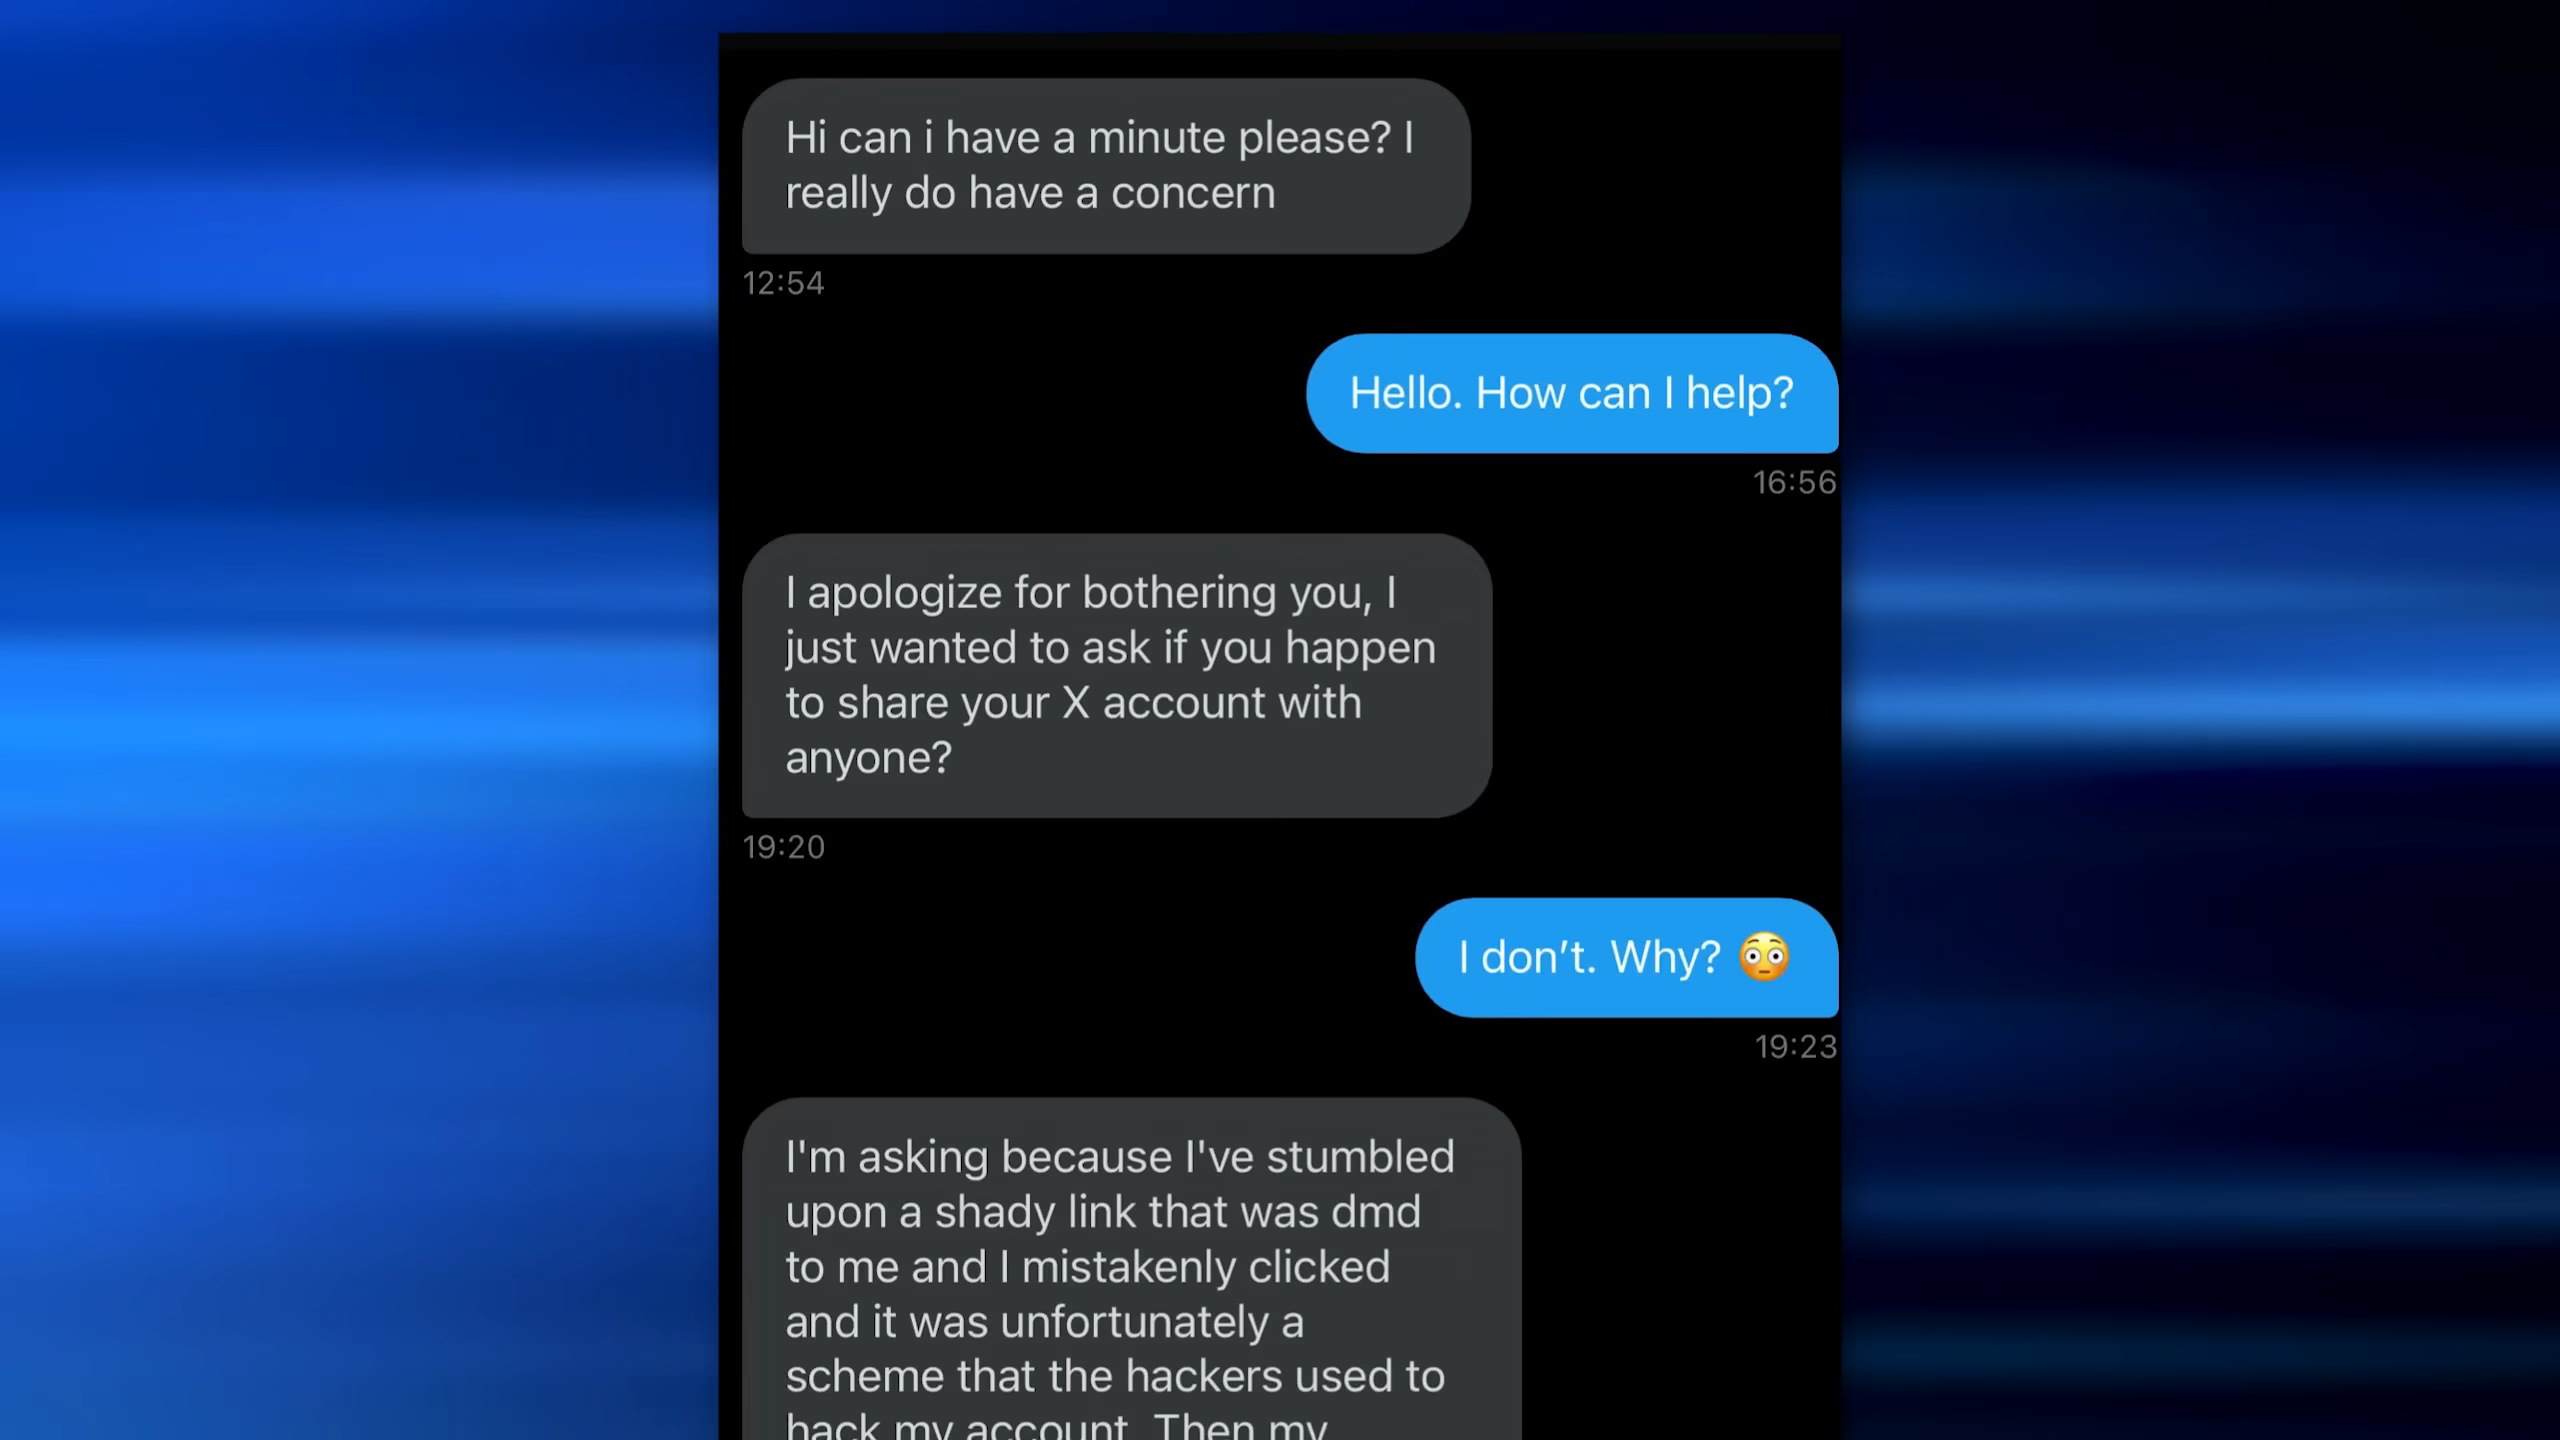 Hi can i have a minute please? I
really do have a concern
12:54
Hello. How can I help?
16:56
I apologize for bothering you, I
just wanted to ask if you happen
to share your X account with
anyone?
19:20
I don’t. Why? 😳
19:23
I'm asking because I've stumbled
upon a shady link that was dmd
to me and I mistakenly clicked
and it was unfortunately a
scheme that the hackers used to
hack my account. Then my